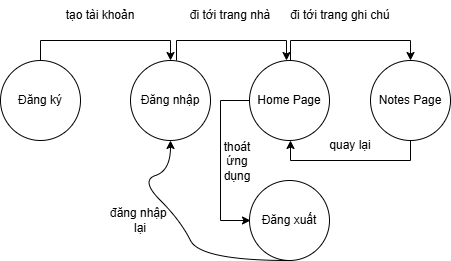 tạo tài khoản
đi tới trang nhà
đi tới trang ghi chú
Đăng ký
Đăng nhập
Home Page
Notes Page
thoát
ứng
dụng
quay lại
đăng nhập
lại
Đăng xuất